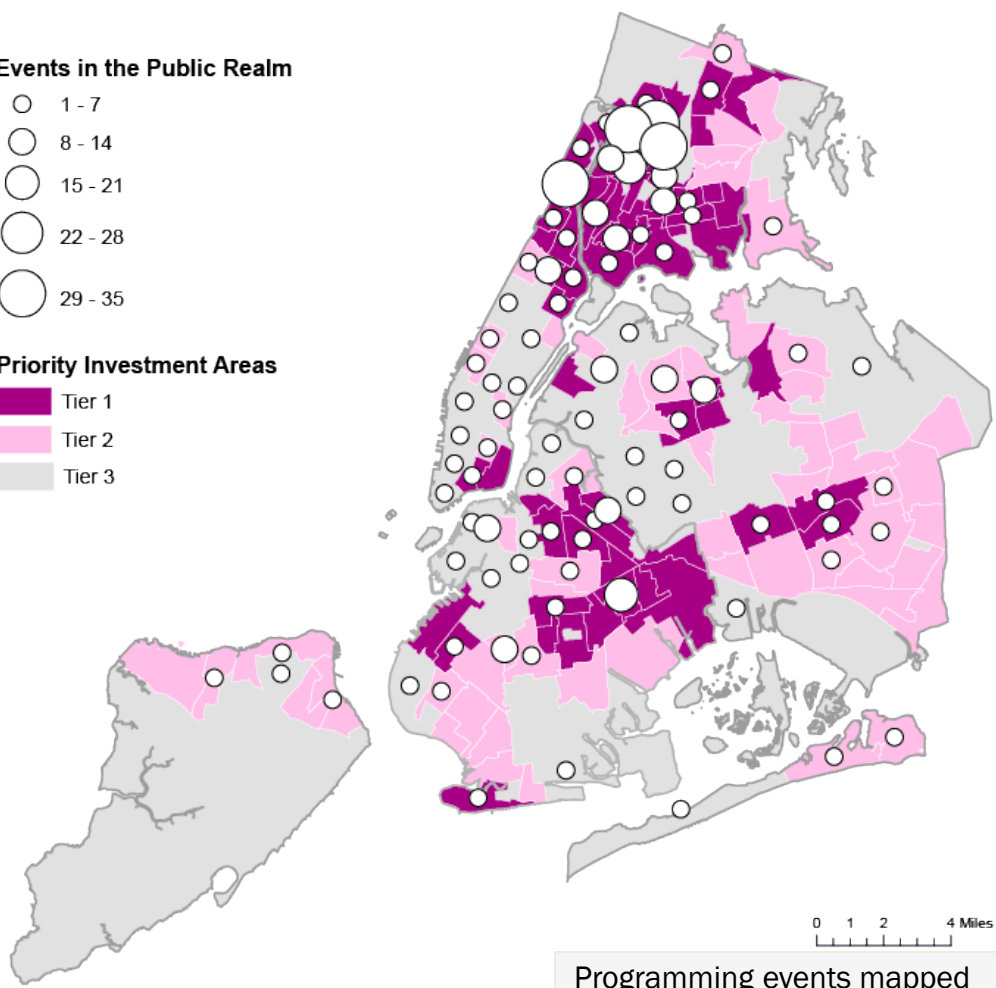 Events in the Public Realm
1 - 7
8 - 14
15 - 21
22 - 28
29 - 35
Priority Investment Areas
Tier 1
Tier 2
Tier 3
0 1 2 4 Miles
Programming events mapped